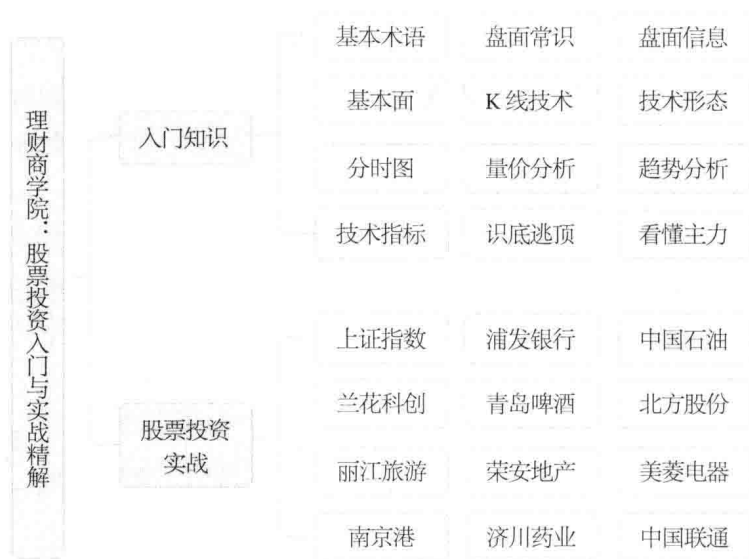 理财商学院：股票投资入门与实战精解
入门知识
基本术语 盘面常识 盘面信息
基本面 K 线技术 技术形态
分时图 量价分析 趋势分析
技术指标 识底逃顶 看懂主力
股票投资
实战
上证指数 浦发银行 中国石油
兰花科创 青岛啤酒 北方股份
丽江旅游 荣安地产 美菱电器
南京港 济川药业 中国联通